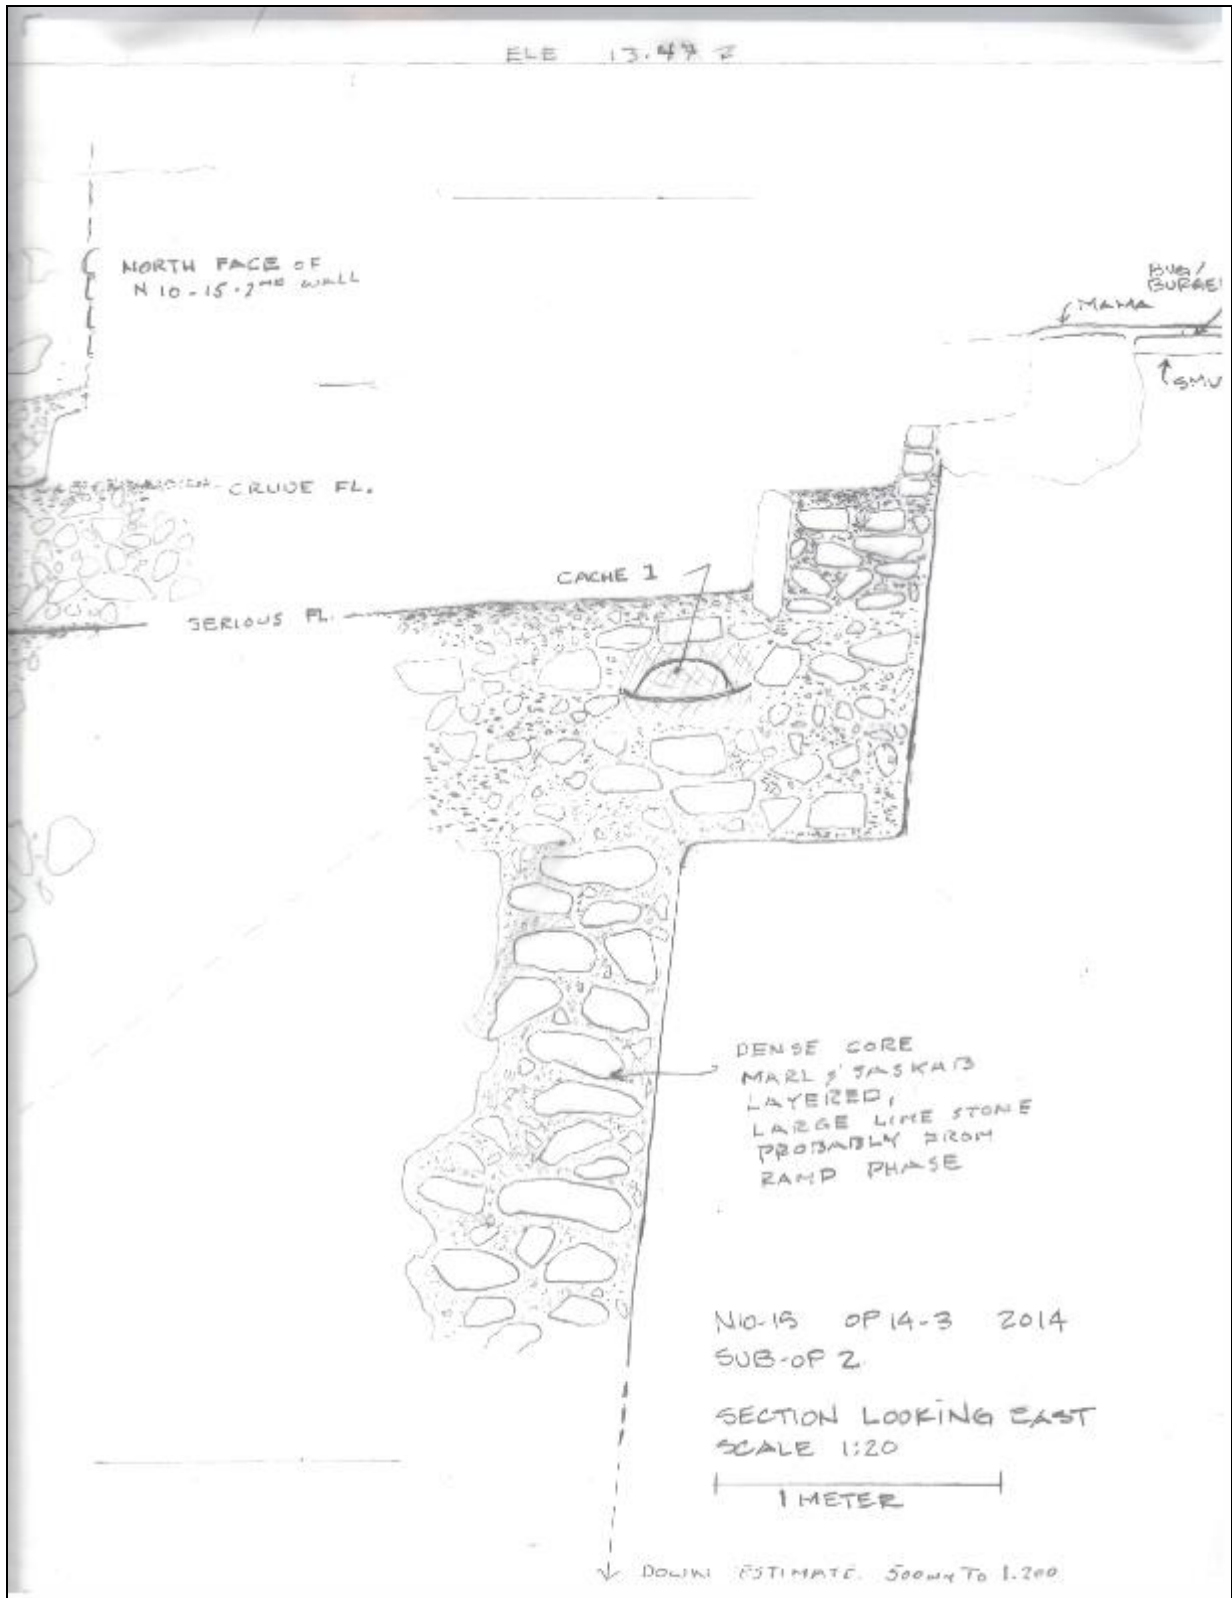 ELE 13.47 Z
NORTH FACE OF
N 10-15-2ND WALL
BUG/
BURGE
MAMA
SMU
CRUDE FL.
CACHE 1
SERIOUS FL.
DENSE CORE
MARL & SASKAB
LAYERED,
LARGE LIME STONE
PROBABLY FROM
RAMP PHASE
N10-15 OP 14-3 2014
SUB-OP 2
SECTION LOOKING EAST
SCALE 1:20
1 METER
DOWN ESTIMATE. 500mm TO 1.200